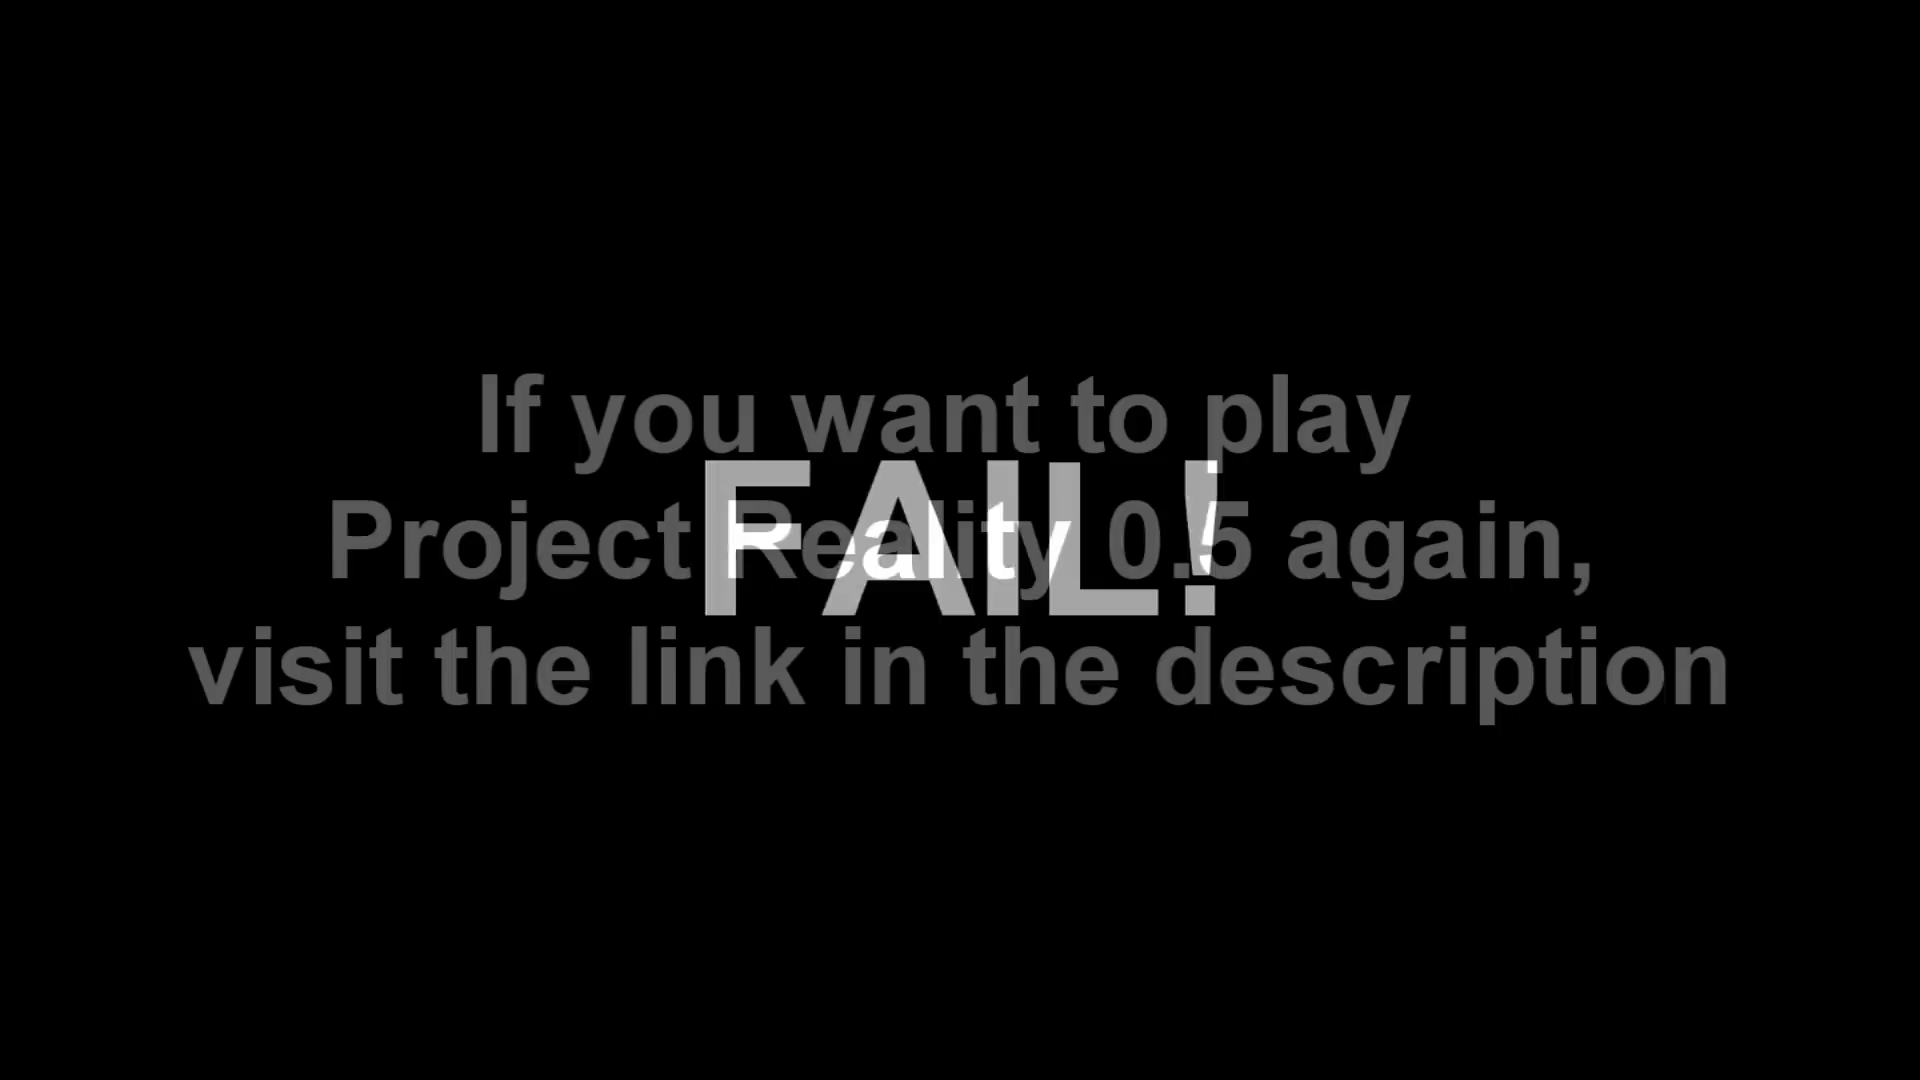 If you want to play
FAIL!
Project Reality 0.5 again,
visit the link in the description